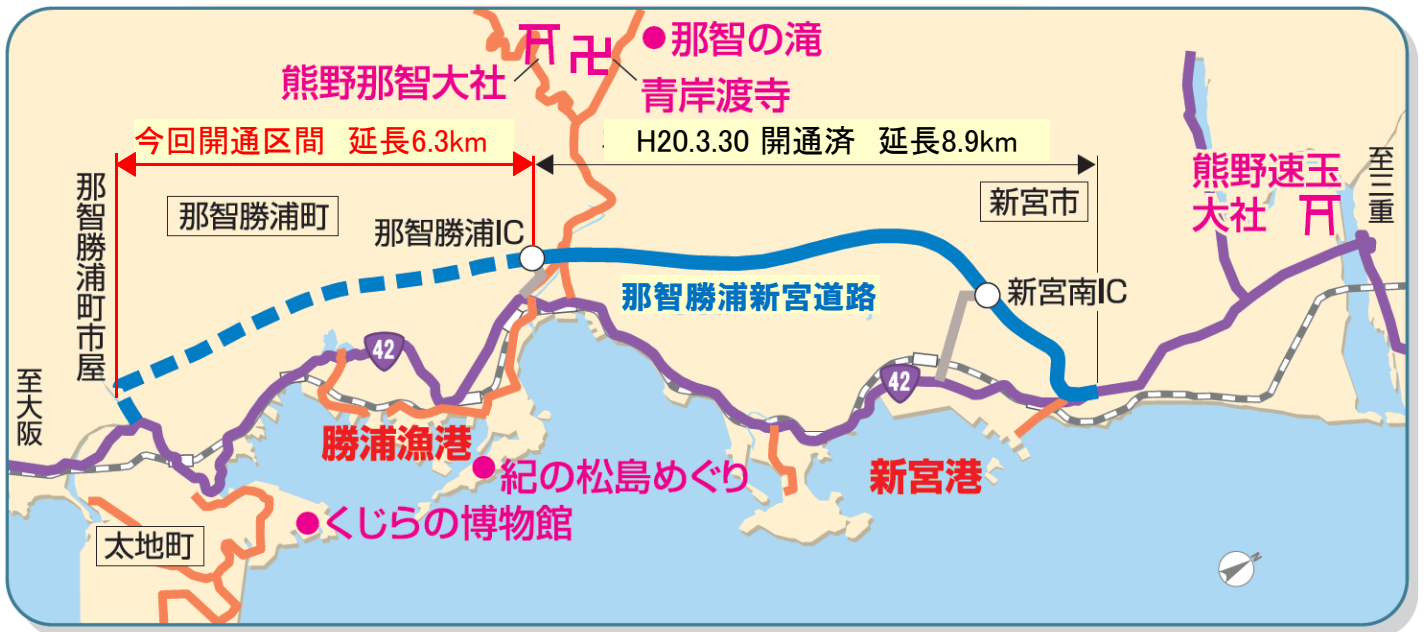 那智の滝
熊野那智大社
青岸渡寺
今回開通区間 延長6.3km
H20.3.30 開通済 延長8.9km
熊野速玉
大社
至三重
那智勝浦町市屋
那智勝浦町
那智勝浦IC
新宮市
那智勝浦新宮道路
新宮南IC
42
42
至大阪
勝浦漁港
紀の松島めぐり
新宮港
くじらの博物館
太地町
N